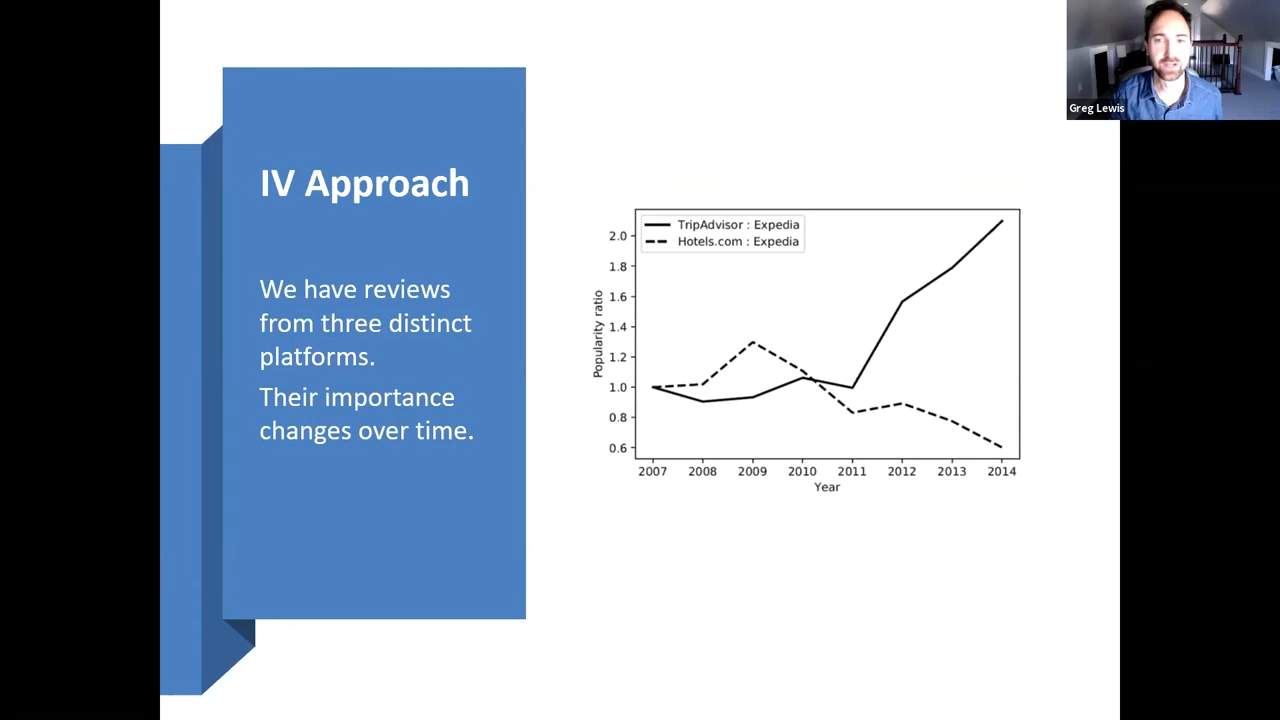 IV Approach
We have reviews
from three distinct
platforms.
Their importance
changes over time.
TripAdvisor : Expedia
Hotels.com : Expedia
Popularity ratio
2.0
1.8
1.6
1.4
1.2
1.0
0.8
0.6
2007 2008 2009 2010 2011 2012 2013 2014
Year
Greg Lewis